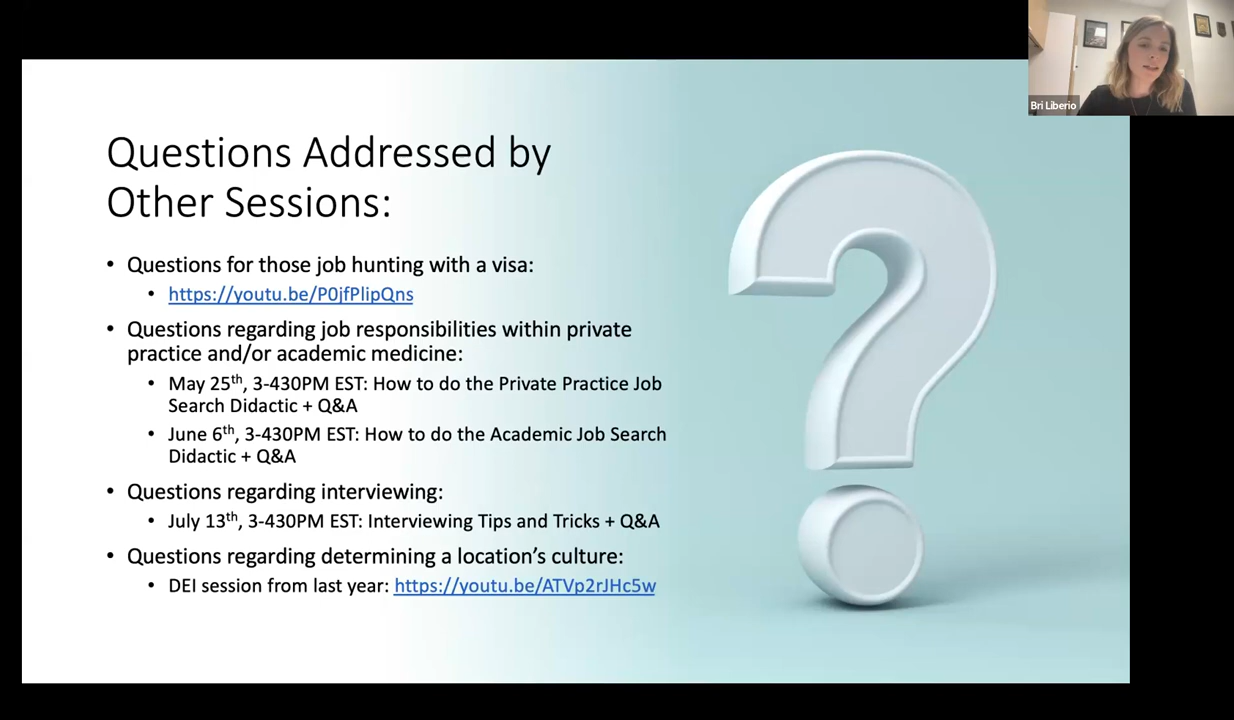 Bri Liberio
Questions Addressed by
Other Sessions:
• Questions for those job hunting with a visa:
• https://youtu.be/P0jfPlipQns
• Questions regarding job responsibilities within private
practice and/or academic medicine:
• May 25th, 3-430PM EST: How to do the Private Practice Job
Search Didactic + Q&A
• June 6th, 3-430PM EST: How to do the Academic Job Search
Didactic + Q&A
• Questions regarding interviewing:
• July 13th, 3-430PM EST: Interviewing Tips and Tricks + Q&A
• Questions regarding determining a location’s culture:
• DEI session from last year: https://youtu.be/ATVp2rJHc5w